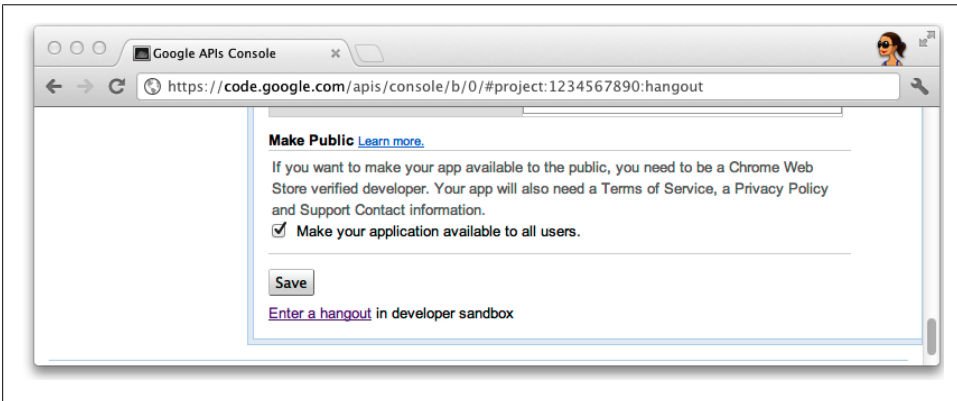 Google APIs Console
https://code.google.com/apis/console/b/0/#project:1234567890:hangout
Make Public Learn more.
If you want to make your app available to the public, you need to be a Chrome Web
Store verified developer. Your app will also need a Terms of Service, a Privacy Policy
and Support Contact information.
Make your application available to all users.
Save
Enter a hangout in developer sandbox